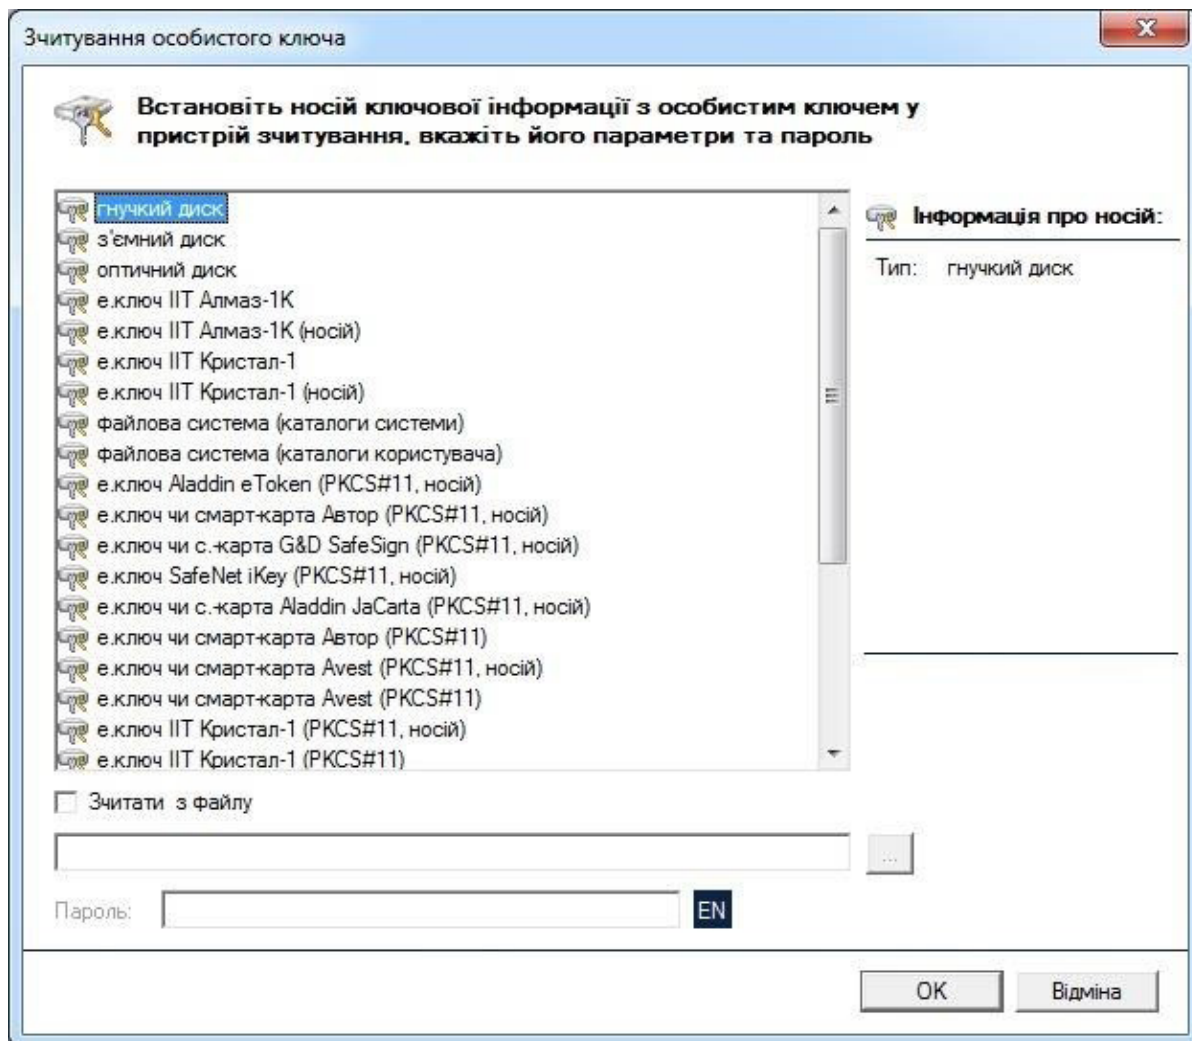 Зчитування особистого ключа
Встановіть носій ключової інформації з особистим ключем у
пристрій зчитування, вкажіть його параметри та пароль
гнучкий диск
з'ємний диск
оптичний диск
е.ключ ІІТ Алмаз-1К
е.ключ ІІТ Алмаз-1К (носій)
е.ключ ІІТ Кристал-1
е.ключ ІІТ Кристал-1 (носій)
файлова система (каталоги системи)
файлова система (каталоги користувача)
е.ключ Aladdin eToken (PKCS#11, носій)
е.ключ чи смарт-карта Автор (PKCS#11, носій)
е.ключ чи с.-карта G&D SafeSign (PKCS#11, носій)
е.ключ SafeNet iKey (PKCS#11, носій)
е.ключ чи с.-карта Aladdin JaCarta (PKCS#11, носій)
е.ключ чи смарт-карта Автор (PKCS#11)
е.ключ чи смарт-карта Avest (PKCS#11, носій)
е.ключ чи смарт-карта Avest (PKCS#11)
е.ключ ІІТ Кристал-1 (PKCS#11, носій)
е.ключ ІІТ Кристал-1 (PKCS#11)
Інформація про носій:
Тип: гнучкий диск
Зчитати з файлу
...
Пароль: EN
OK Відміна